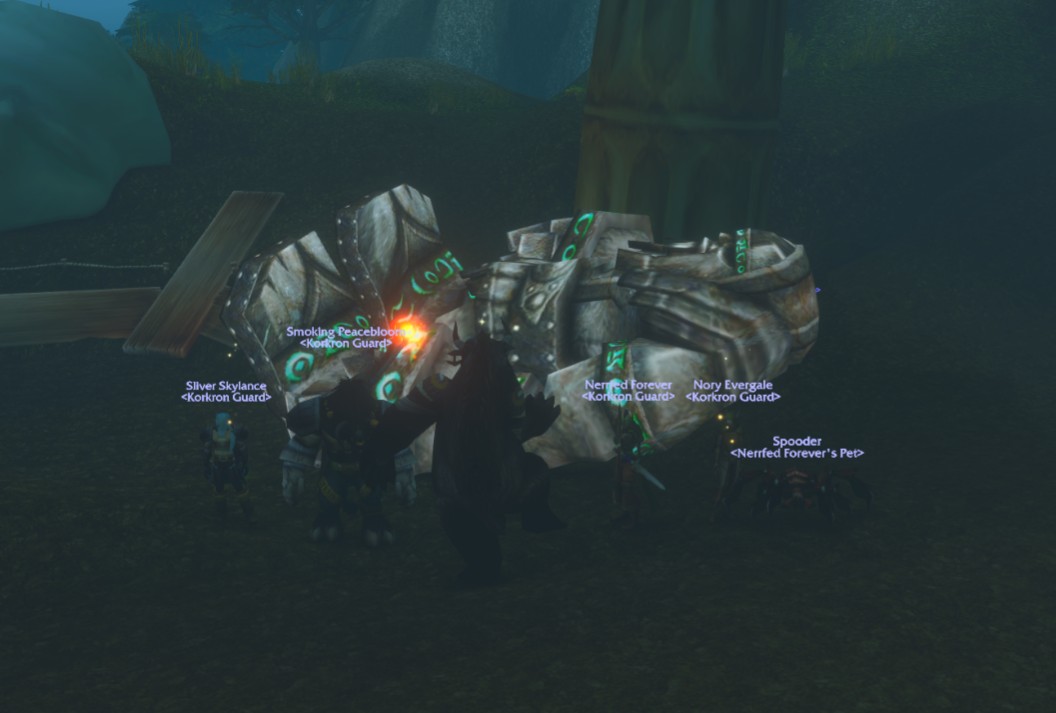 Smoking Peacebloom
<Korkron Guard>
Silver Skylance
<Korkron Guard>
Nerrfed Forever
<Korkron Guard>
Nory Evergale
<Korkron Guard>
Spooder
<Nerrfed Forever's Pet>